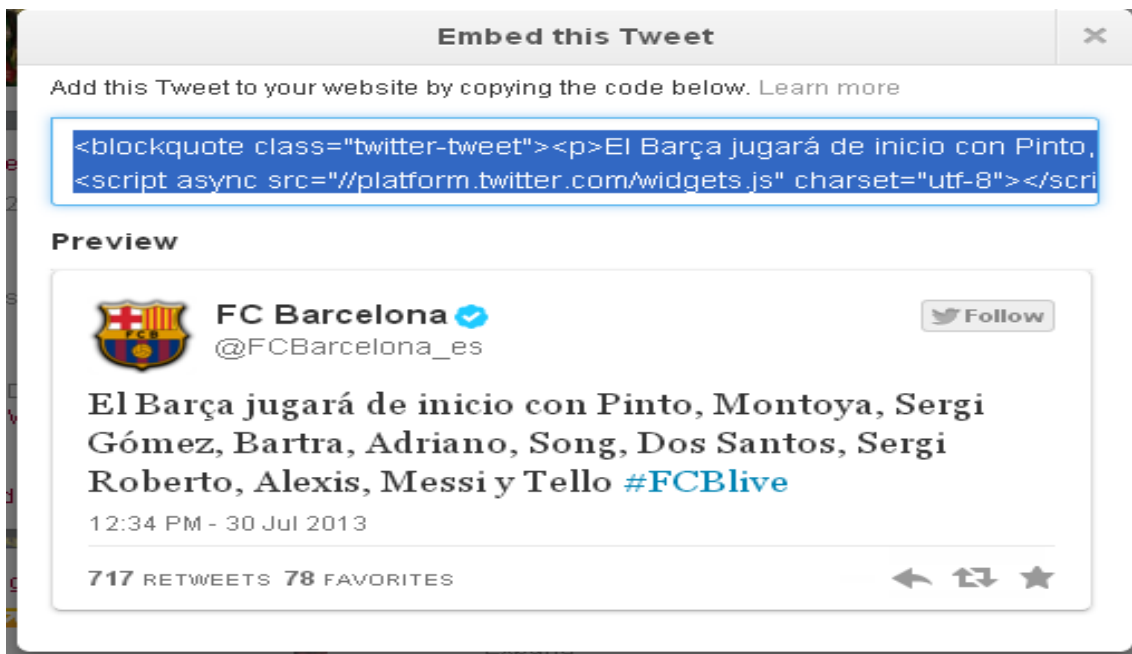 Embed this Tweet
Add this Tweet to your website by copying the code below. Learn more
<blockquote class="twitter-tweet"><p>El Barça jugará de inicio con Pinto,
<script async src="//platform.twitter.com/widgets.js" charset="utf-8"></scri
Preview
FC Barcelona
Follow
@FCBarcelona_es
El Barça jugará de inicio con Pinto, Montoya, Sergi
Gómez, Bartra, Adriano, Song, Dos Santos, Sergi
Roberto, Alexis, Messi y Tello #FCBlive
12:34 PM - 30 Jul 2013
717 RETWEETS 78 FAVORITES